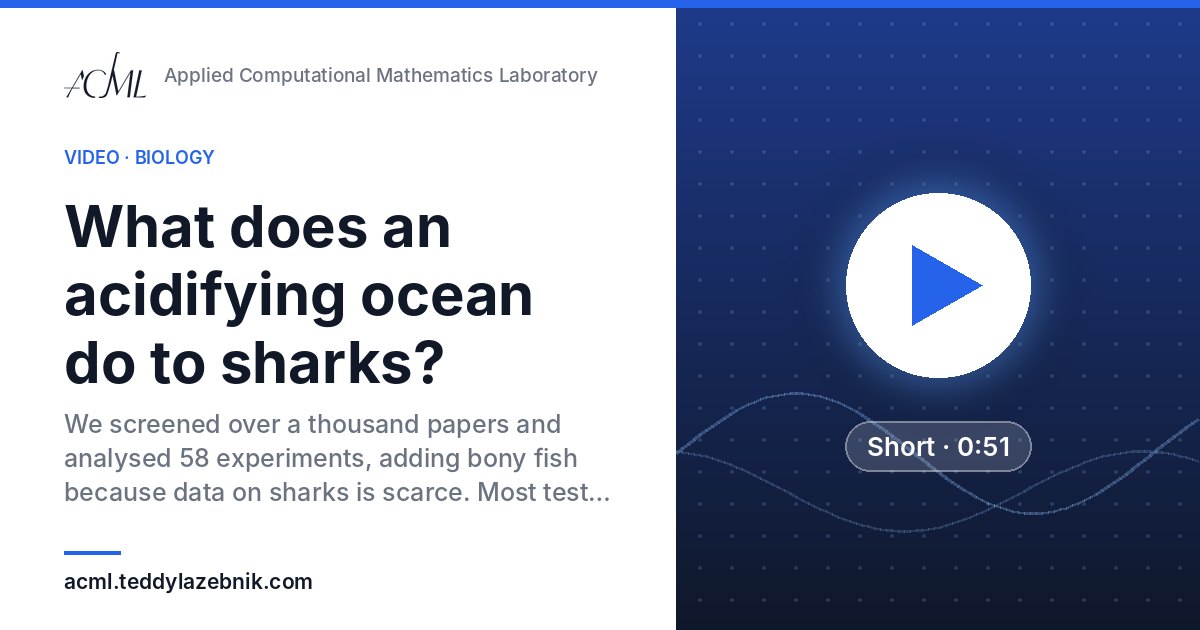 ACML Applied Computational Mathematics Laboratory
VIDEO · BIOLOGY
What does an
acidifying ocean
do to sharks?
We screened over a thousand papers and
analysed 58 experiments, adding bony fish
because data on sharks is scarce. Most test...
Short · 0:51
acml.teddylazebnik.com